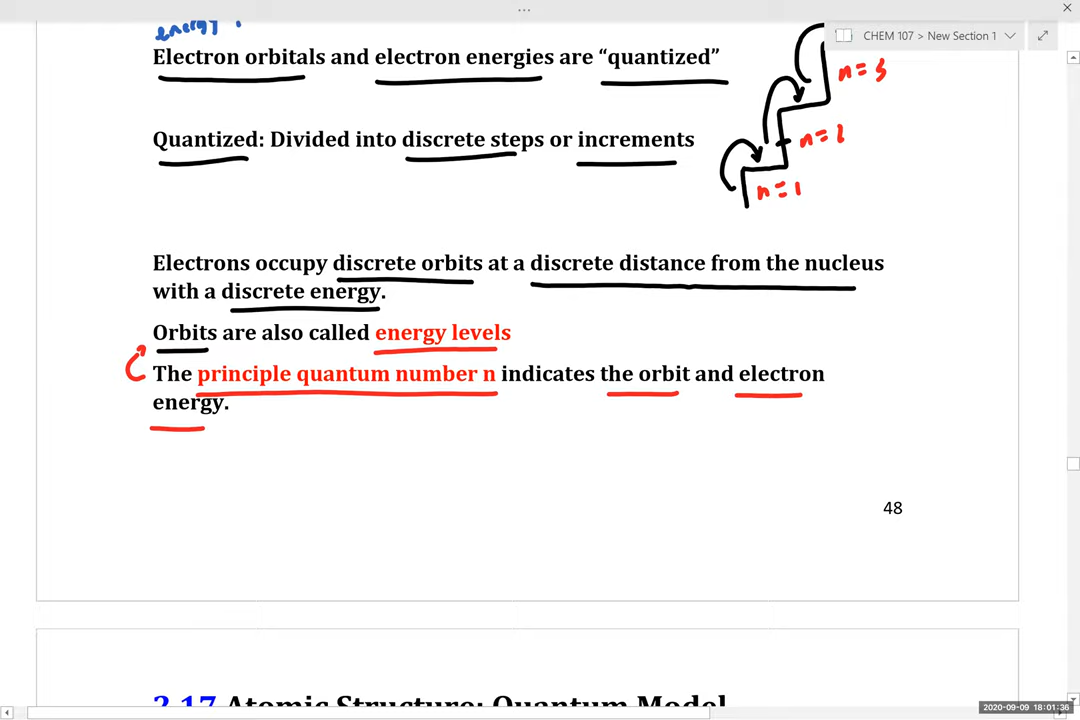 energy
CHEM 107 > New Section 1
Electron orbitals and electron energies are “quantized”
n = 3
Quantized: Divided into discrete steps or increments
n = 2
n = 1
Electrons occupy discrete orbits at a discrete distance from the nucleus
with a discrete energy.
Orbits are also called energy levels
The principle quantum number n indicates the orbit and electron
energy.
48
2.17 Atomic Structure: Quantum Model
2020-09-09 18:01:36